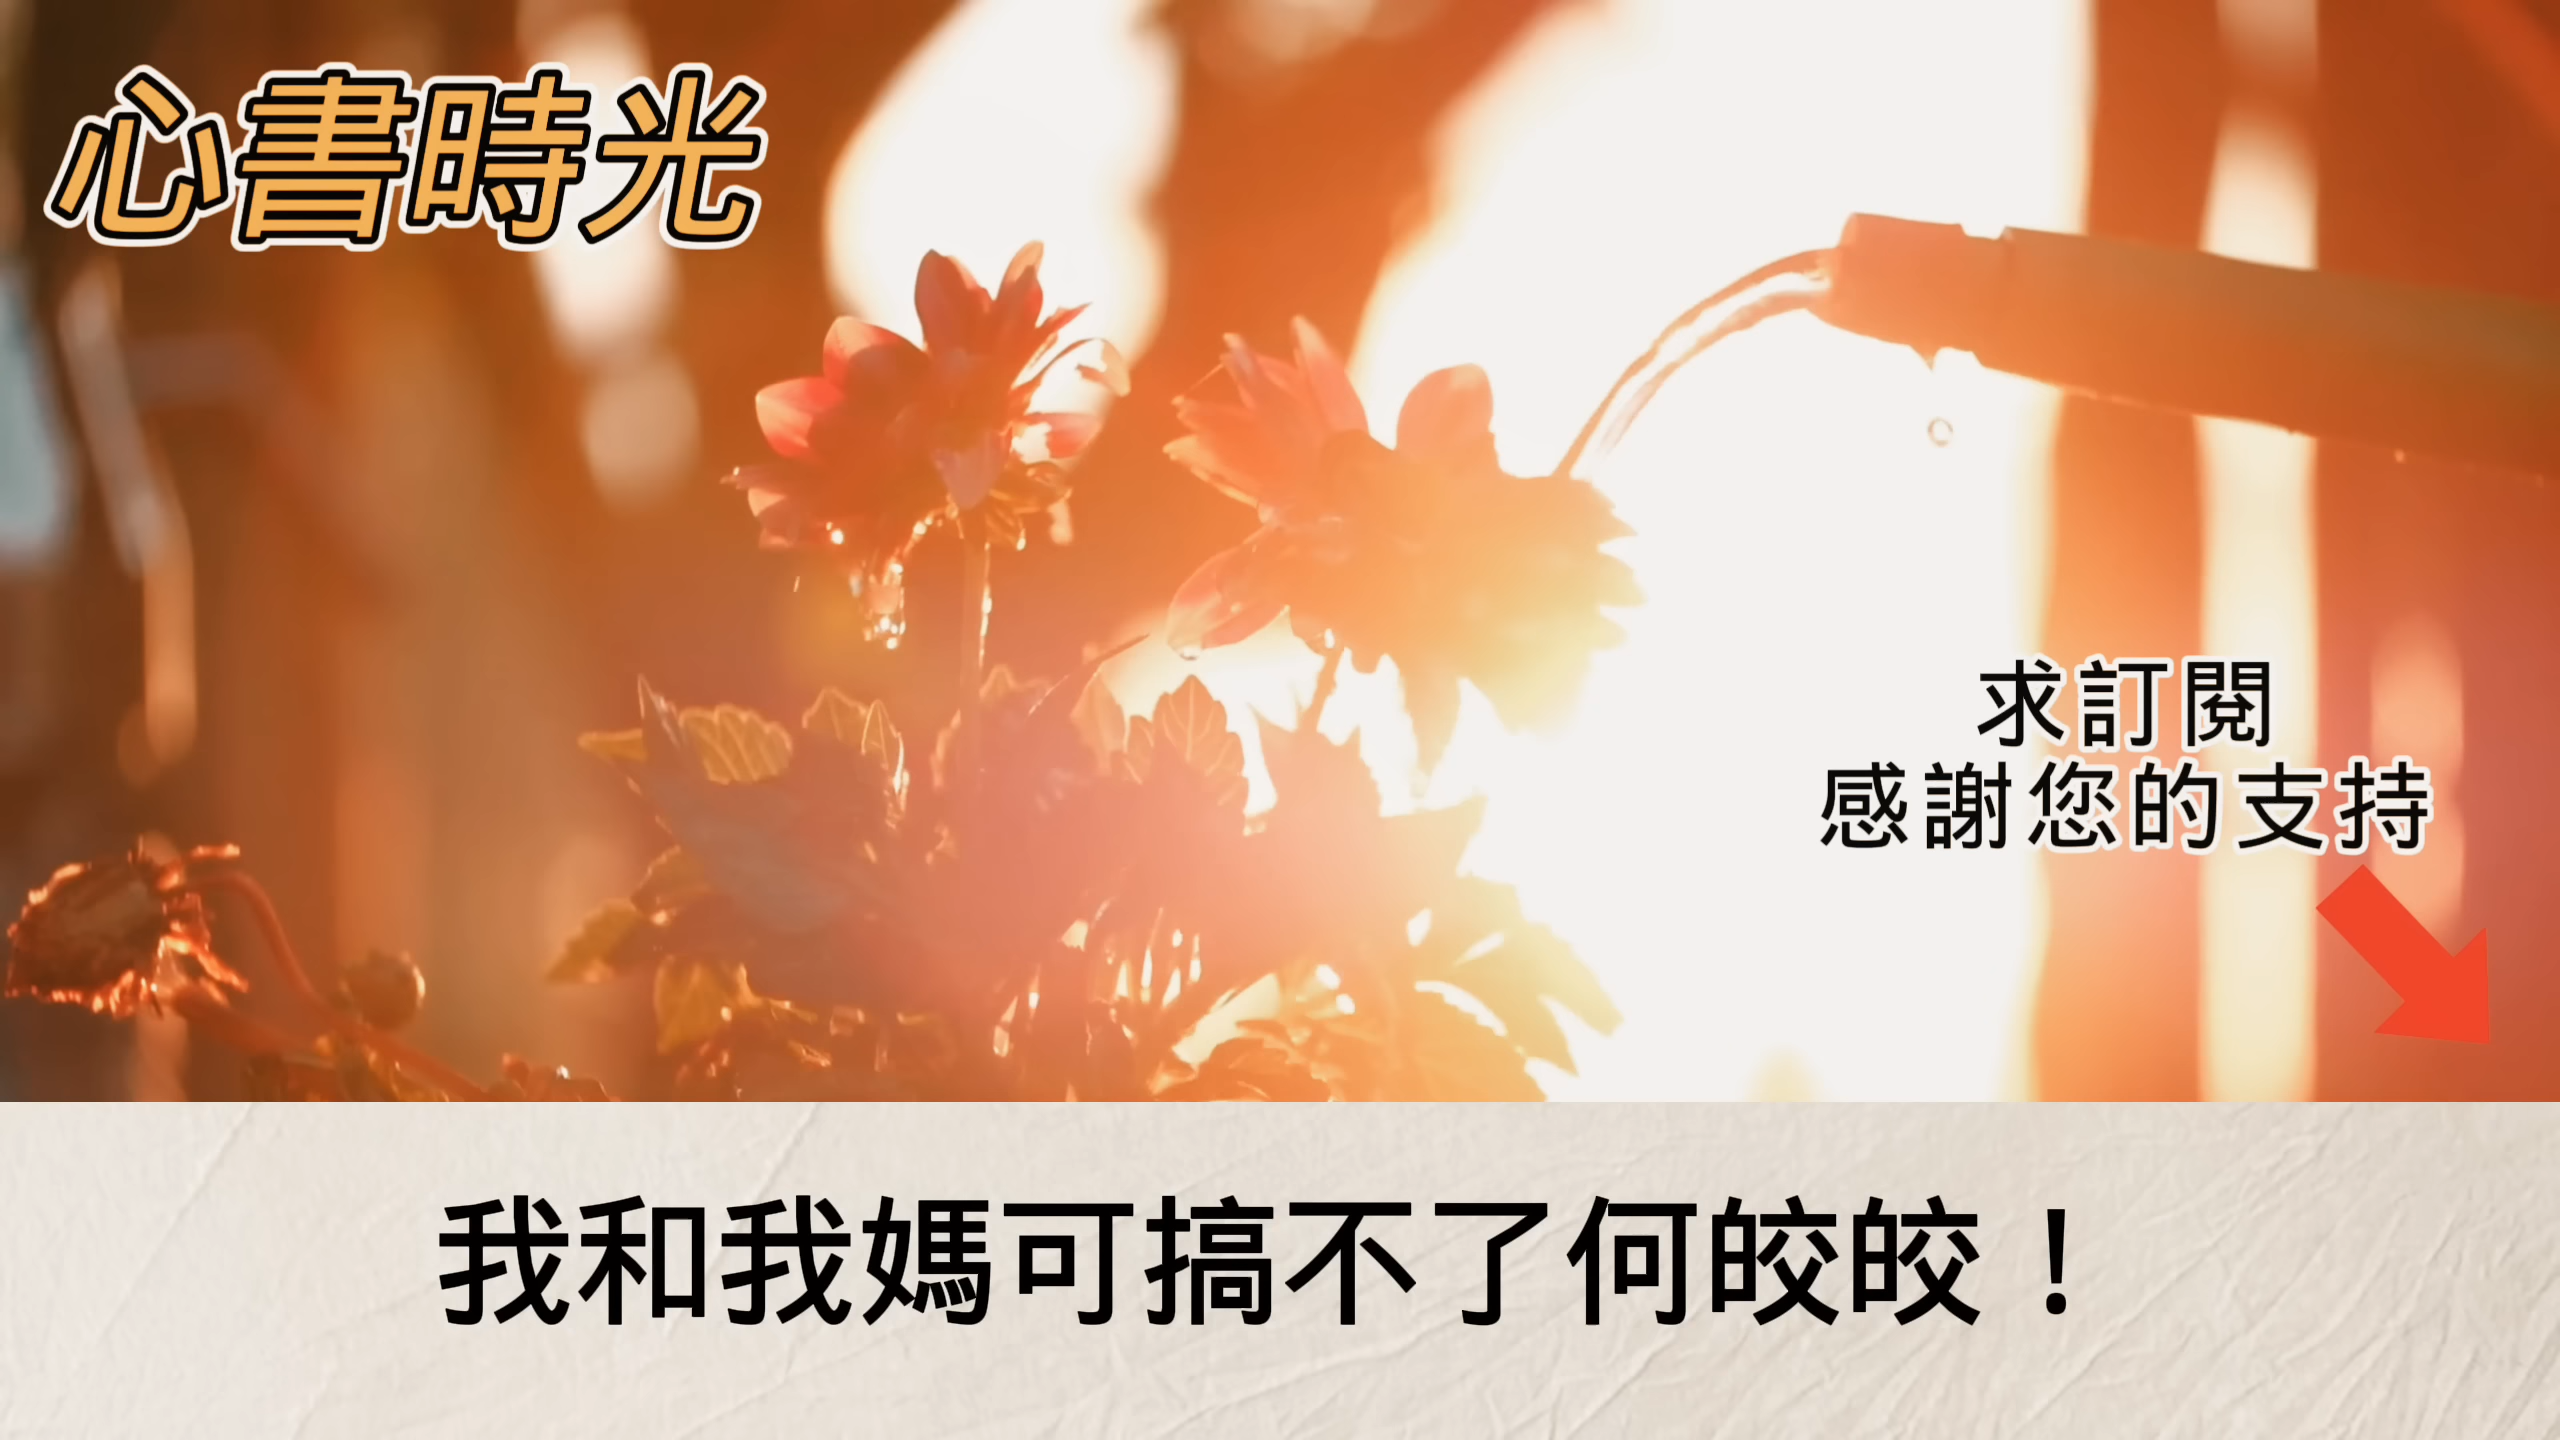 心書時光
求訂閱
感謝您的支持
我和我媽可搞不了何皎皎！